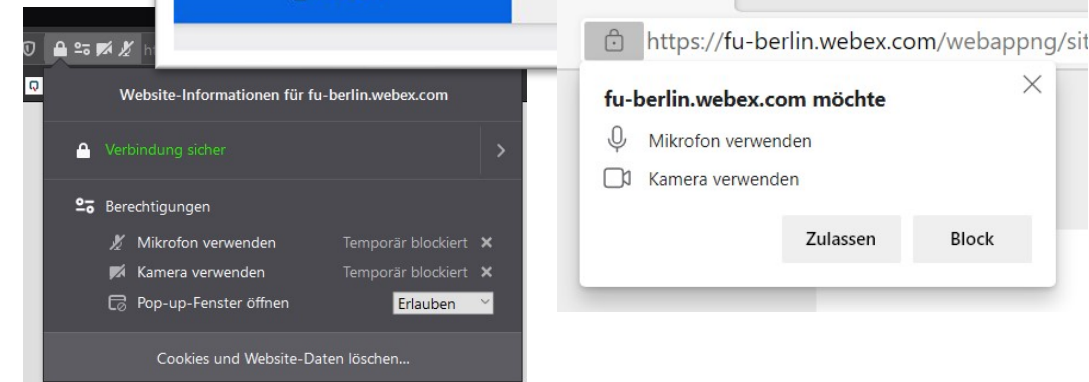 Website-Informationen für fu-berlin.webex.com
Verbindung sicher
Berechtigungen
Mikrofon verwenden Temporär blockiert
Kamera verwenden Temporär blockiert
Pop-up-Fenster öffnen Erlauben
Cookies und Website-Daten löschen...
https://fu-berlin.webex.com/webappng/sit
fu-berlin.webex.com möchte
Mikrofon verwenden
Kamera verwenden
Zulassen Block